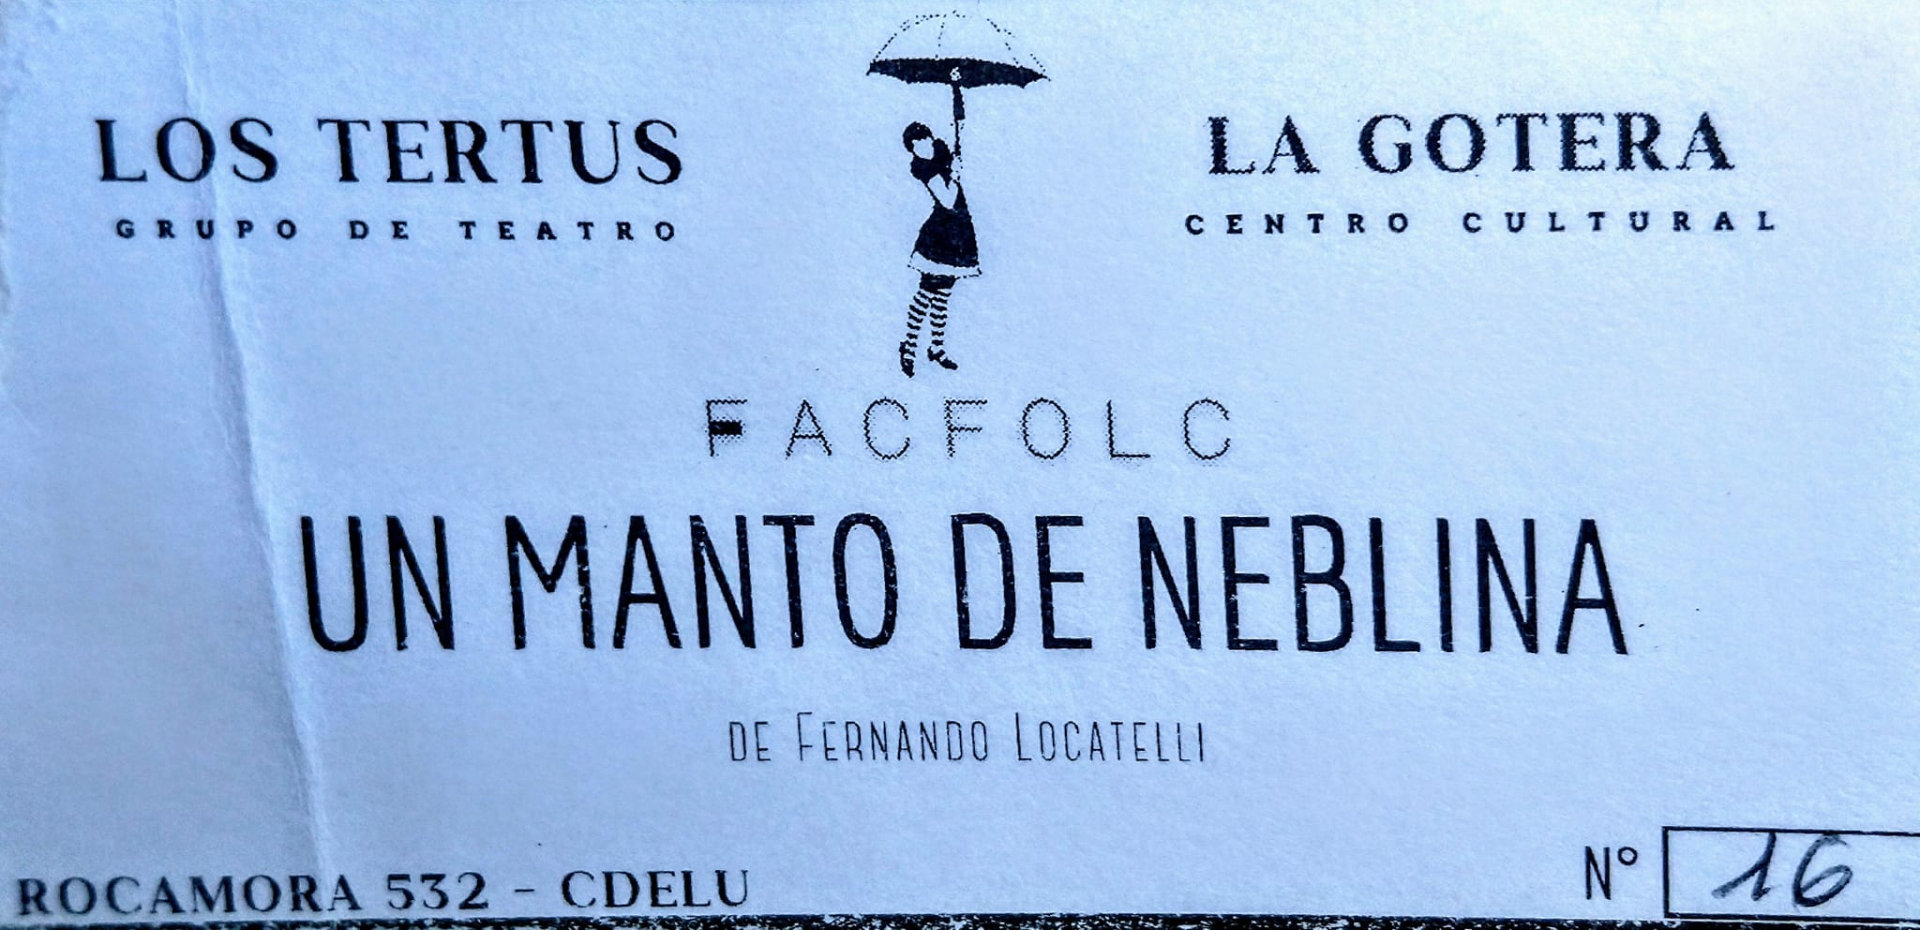 LOS TERTUS
GRUPO DE TEATRO
LA GOTERA
CENTRO CULTURAL
FACFOLC
UN MANTO DE NEBLINA
DE FERNANDO LOCATELLI
ROCAMORA 532 - CDELU
Nº 16